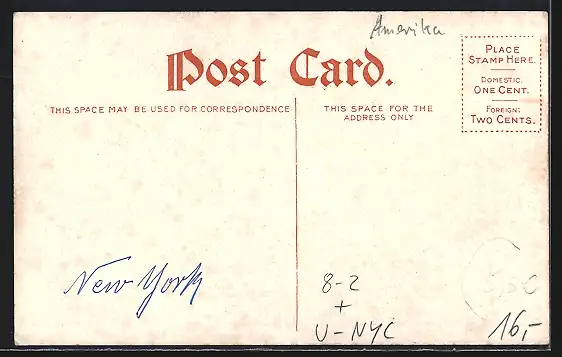 Amerika
Post Card.
PLACE
STAMP HERE.
DOMESTIC.
ONE CENT.
FOREIGN:
TWO CENTS.
THIS SPACE MAY BE USED FOR CORRESPONDENCE
THIS SPACE FOR THE
ADDRESS ONLY
New York
8-2
+
U-NYC
16,-